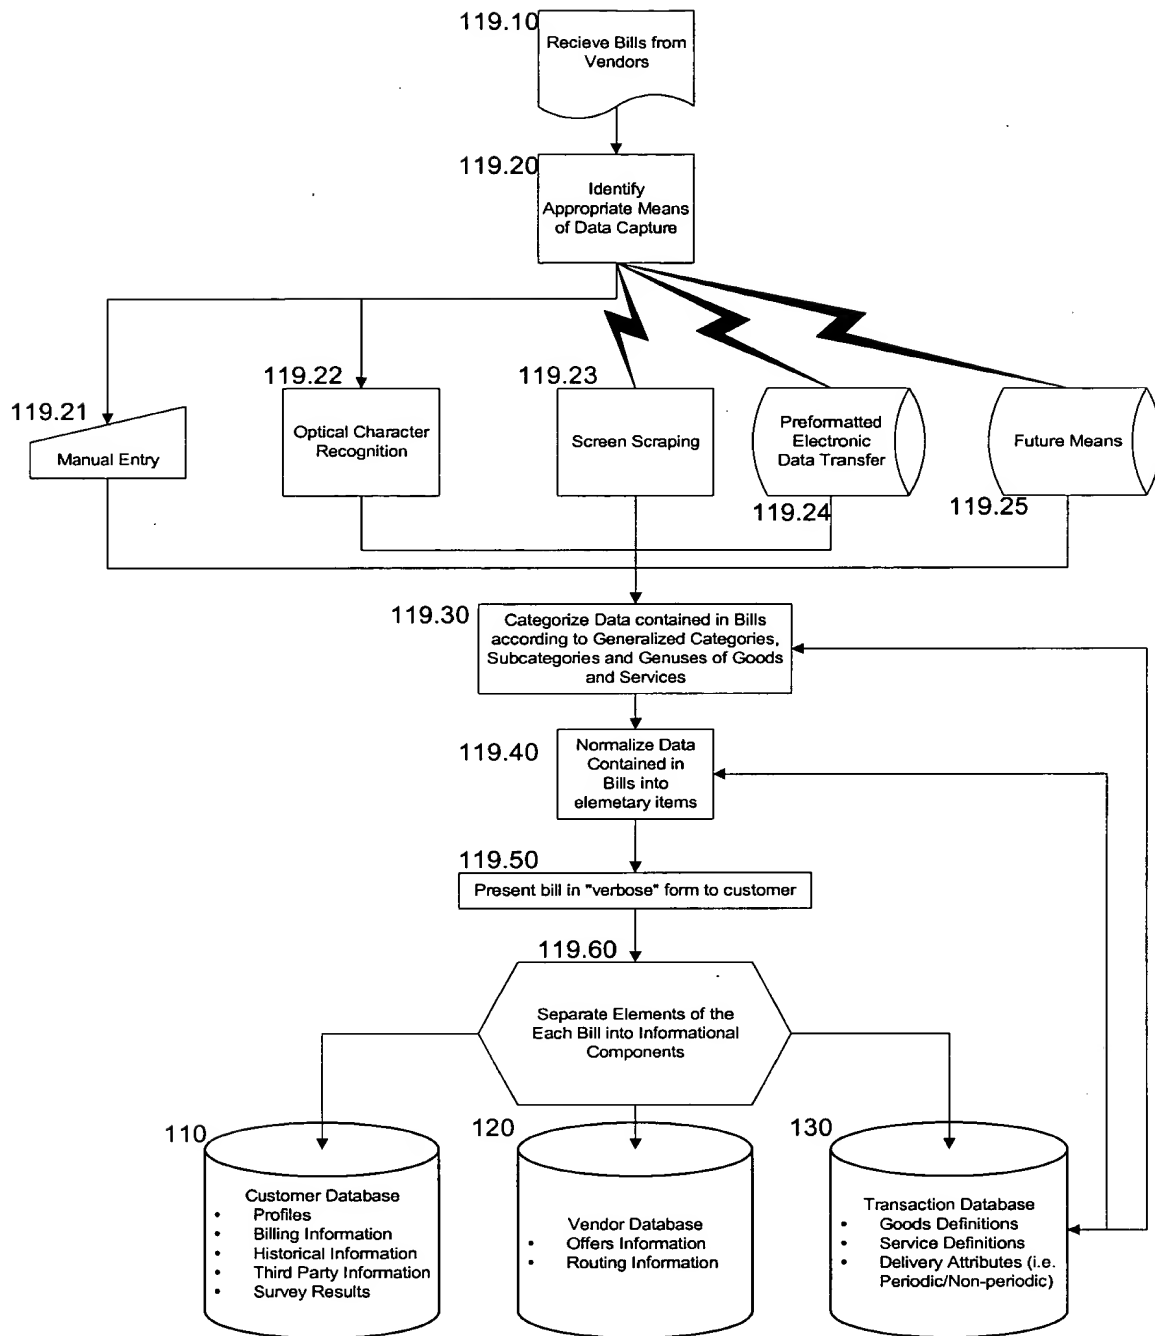 119.10
Recieve Bills from
Vendors
119.20
Identify
Appropriate Means
of Data Capture
119.21
Manual Entry
119.22
Optical Character
Recognition
119.23
Screen Scraping
Preformatted
Electronic
Data Transfer
119.24
Future Means
119.25
119.30
Categorize Data contained in Bills
according to Generalized Categories,
Subcategories and Genuses of Goods
and Services
119.40
Normalize Data
Contained in
Bills into
elemetary items
119.50
Present bill in "verbose" form to customer
119.60
Separate Elements of the
Each Bill into Informational
Components
110
Customer Database
• Profiles
• Billing Information
• Historical Information
• Third Party Information
• Survey Results
120
Vendor Database
• Offers Information
• Routing Information
130
Transaction Database
• Goods Definitions
• Service Definitions
• Delivery Attributes (i.e.
Periodic/Non-periodic)